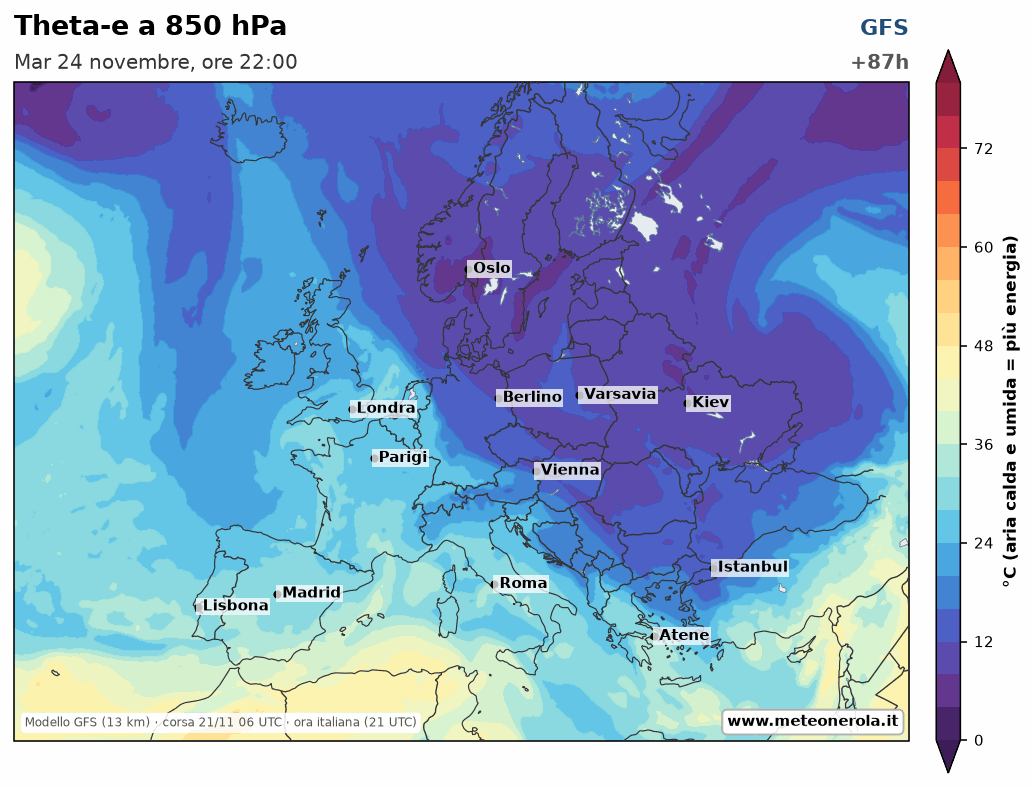 Theta-e a 850 hPa
GFS
Mar 24 novembre, ore 22:00
+87h
Oslo
Berlino
Varsavia
Kiev
Londra
Parigi
Vienna
Istanbul
Roma
Madrid
Lisbona
Atene
Modello GFS (13 km) · corsa 21/11 06 UTC · ora italiana (21 UTC)
www.meteonerola.it
72
60
48
36
24
12
0
°C (aria calda e umida = più energia)